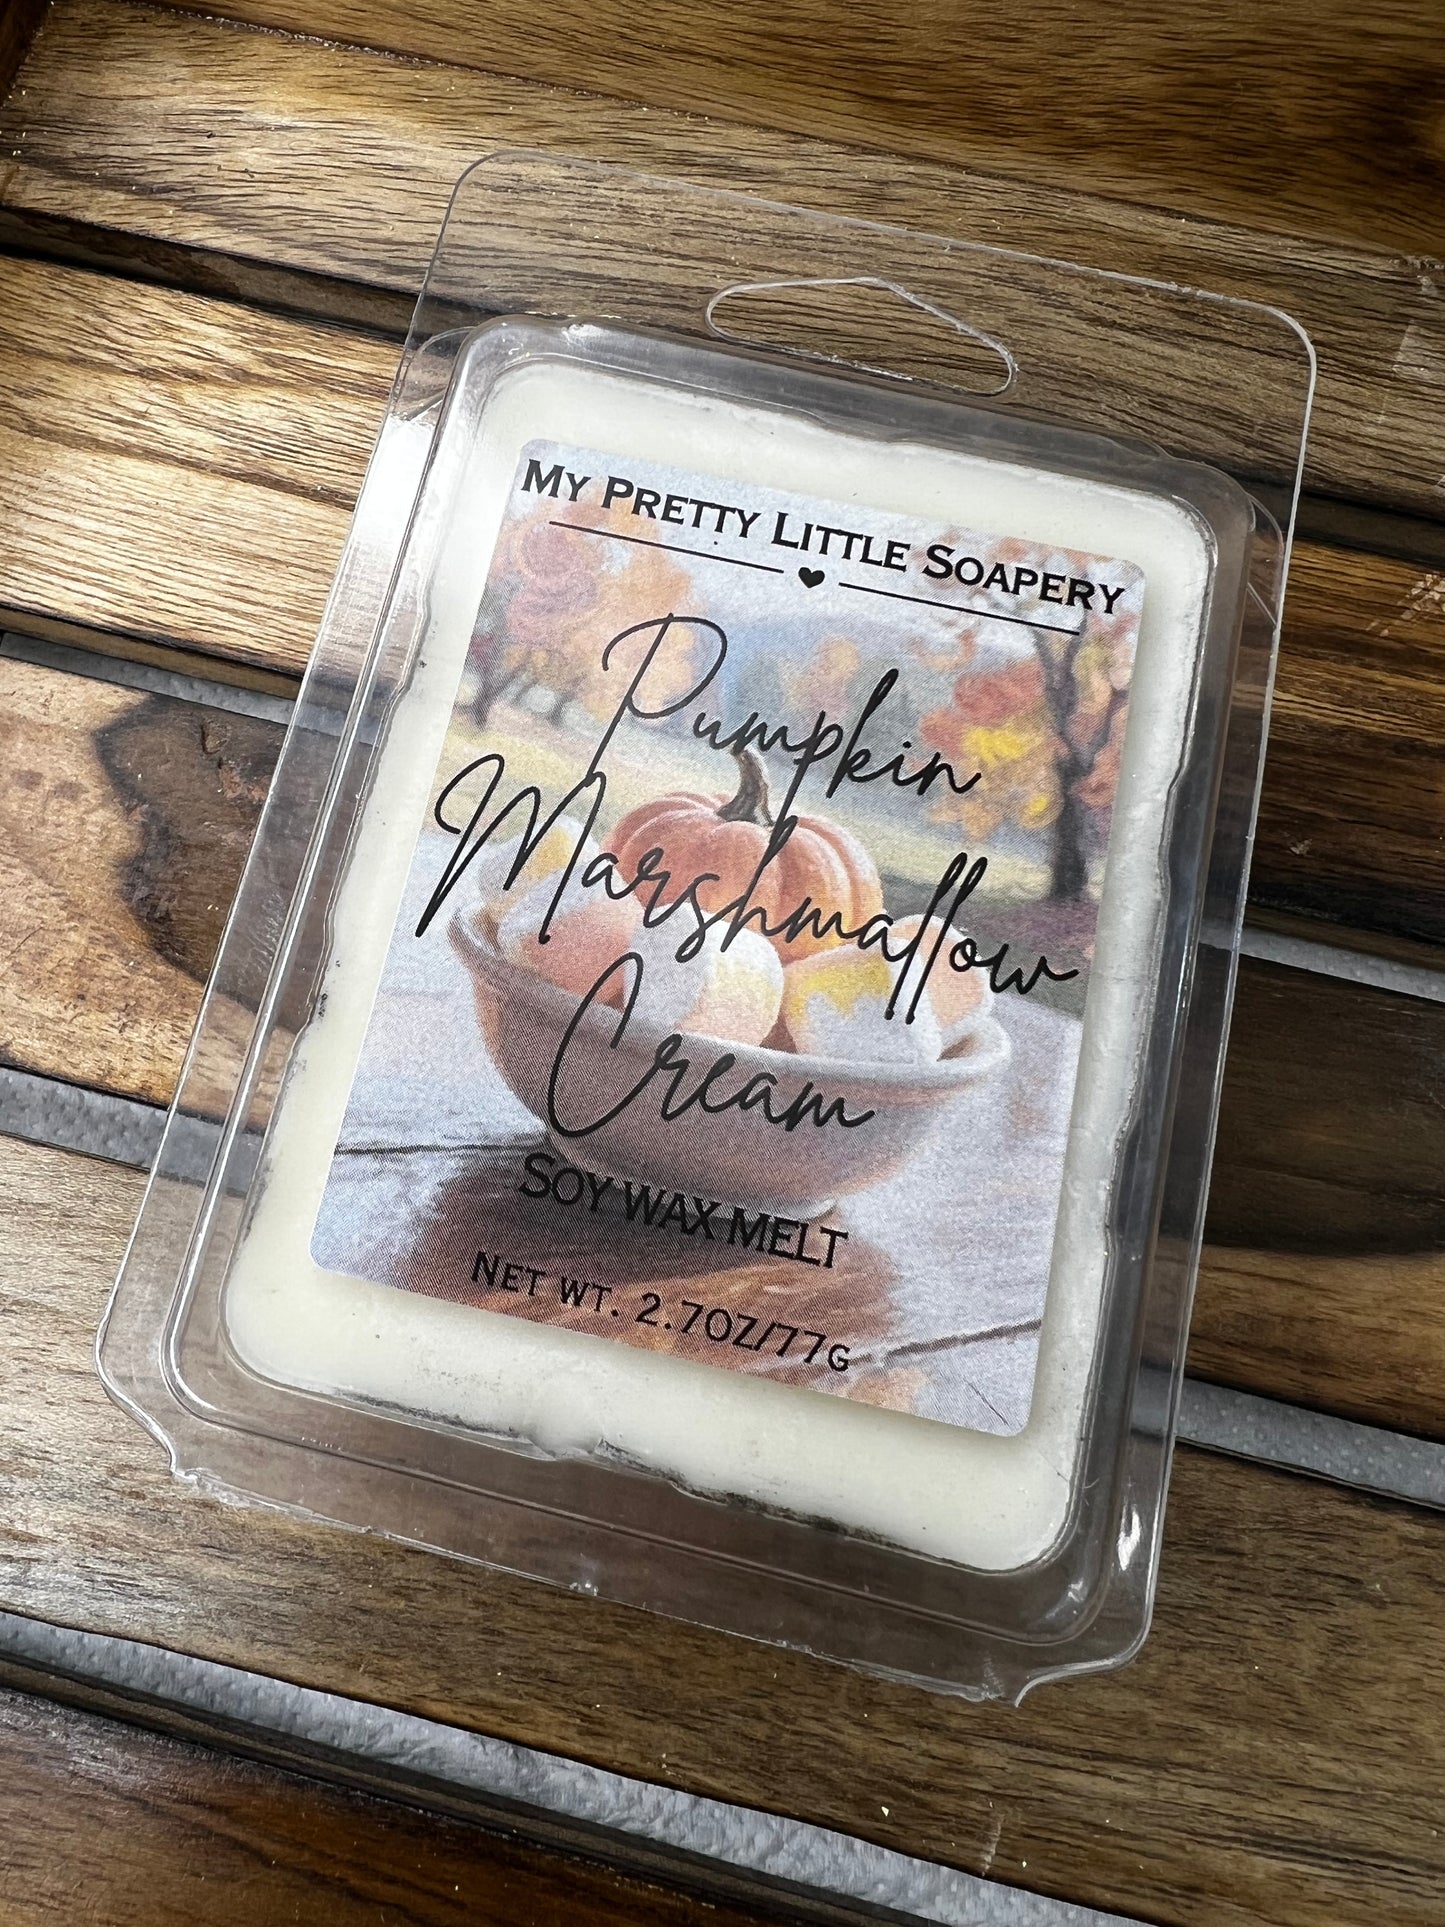 My Pretty Little Soapery
Pumpkin
Marshmallow
Cream
Soy wax melt
Net wt. 2.7oz/77g